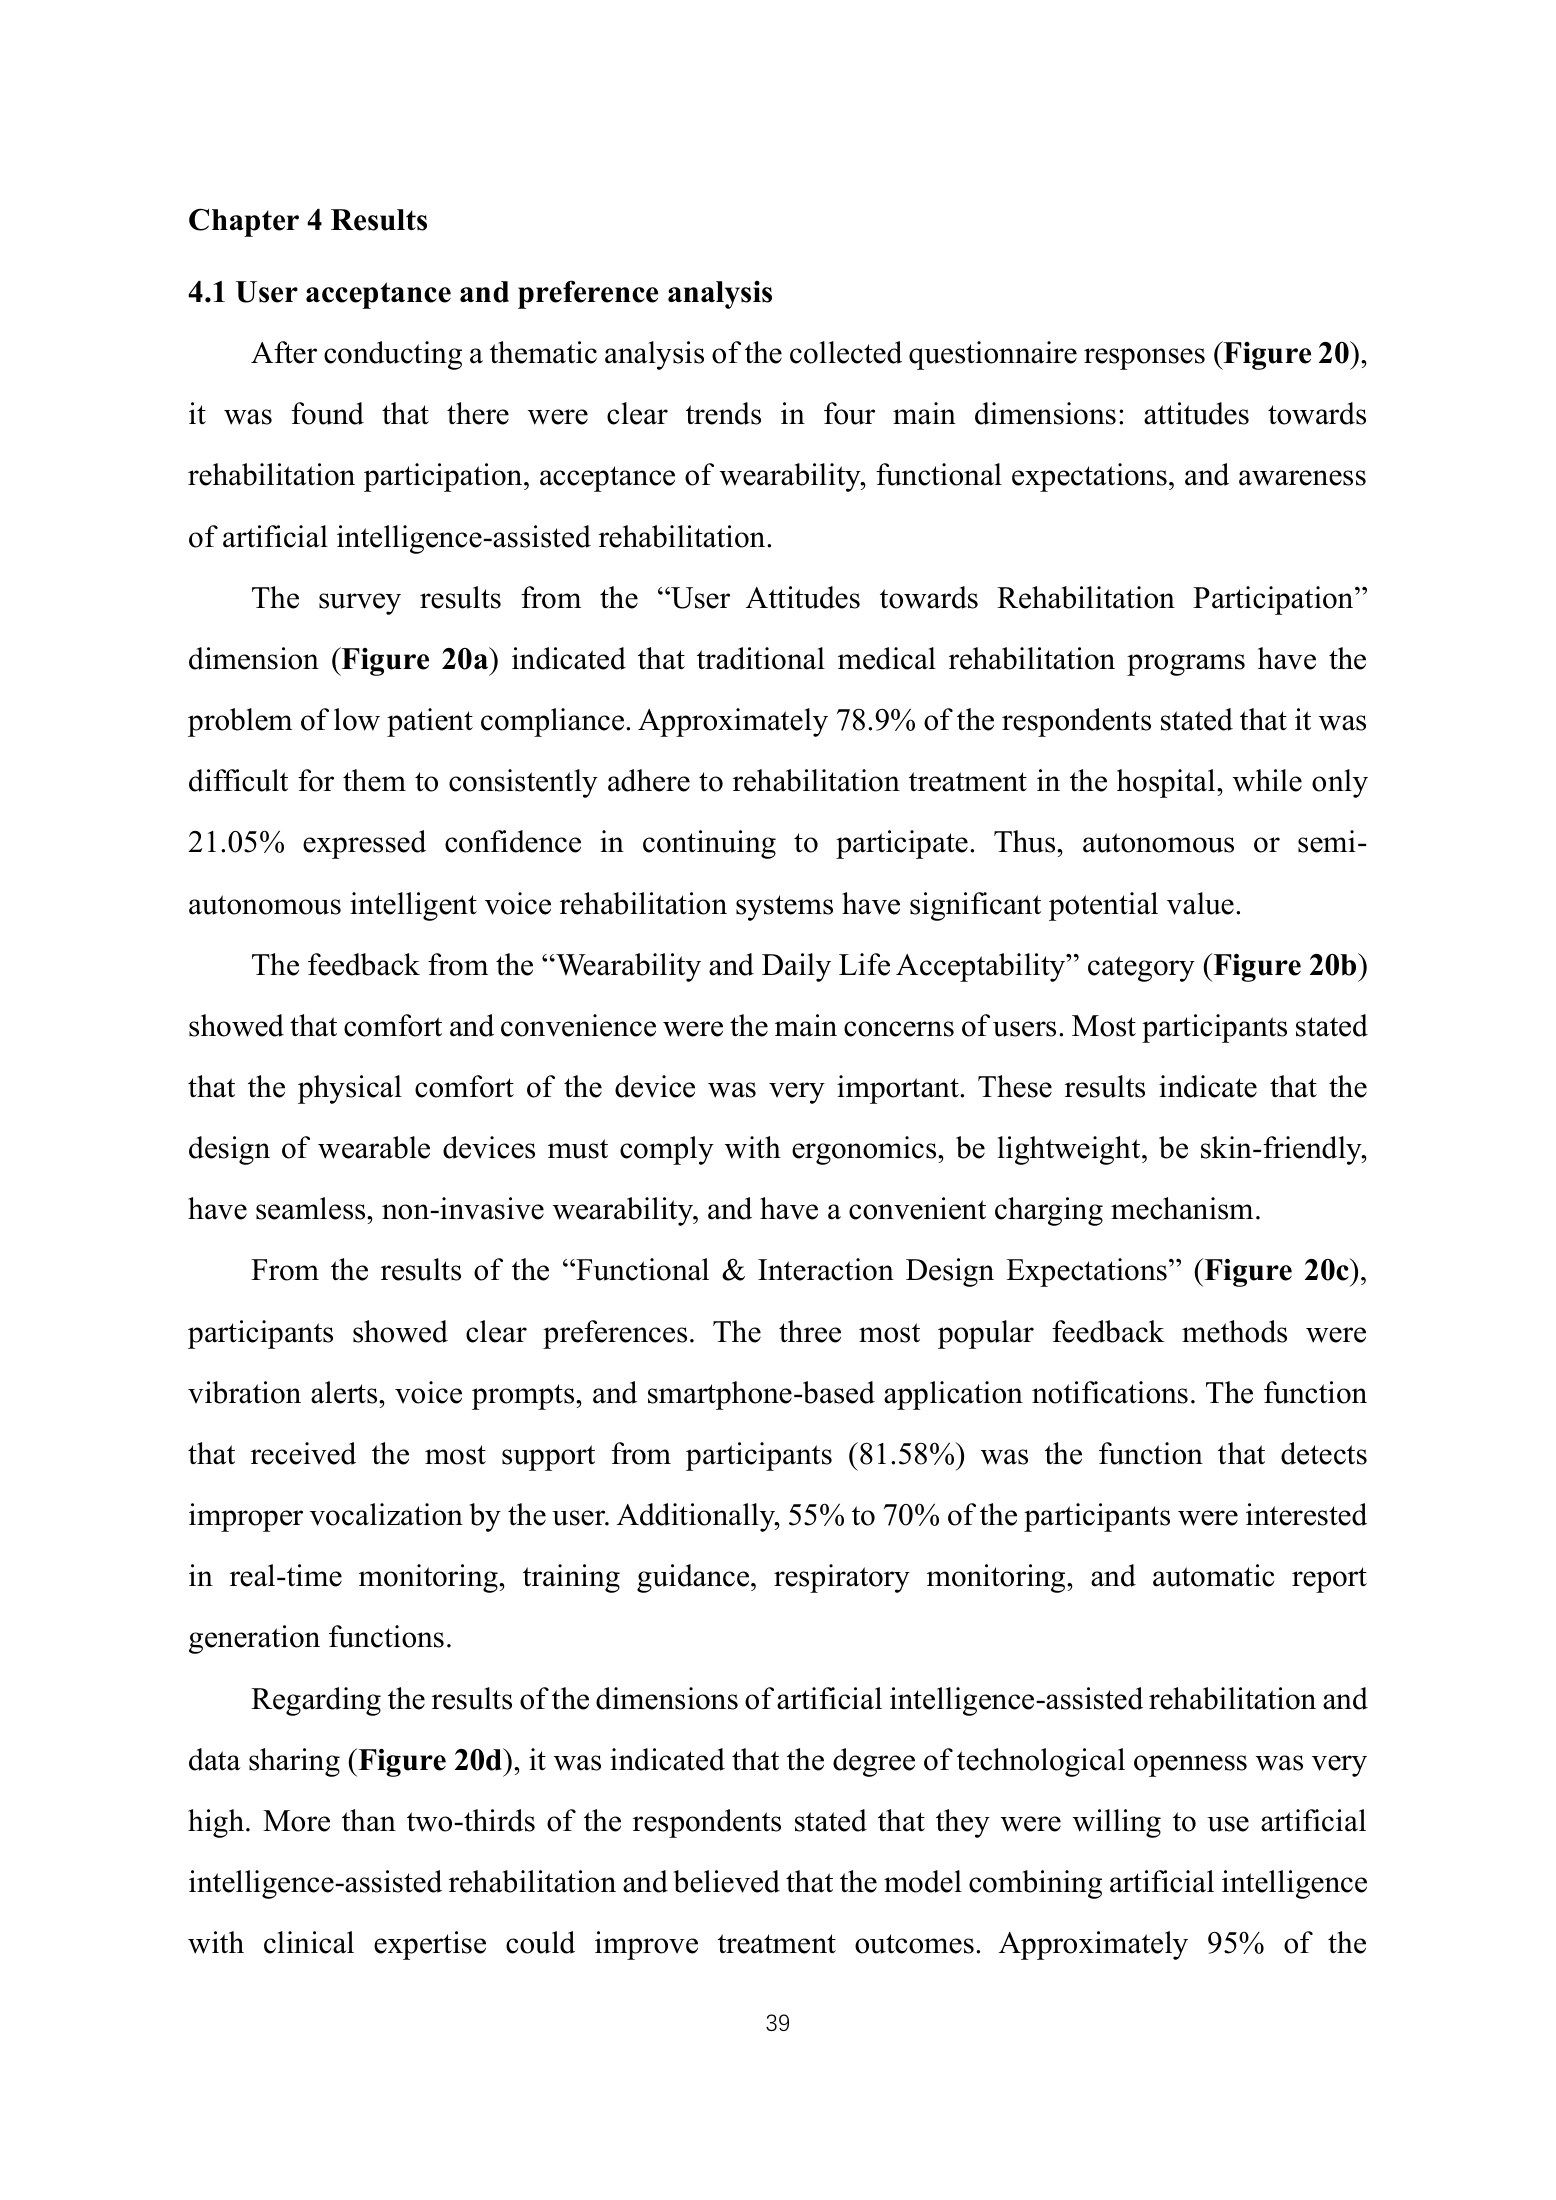 Chapter 4 Results
4.1 User acceptance and preference analysis
After conducting a thematic analysis of the collected questionnaire responses (Figure 20),
it was found that there were clear trends in four main dimensions: attitudes towards
rehabilitation participation, acceptance of wearability, functional expectations, and awareness
of artificial intelligence-assisted rehabilitation.
The survey results from the “User Attitudes towards Rehabilitation Participation”
dimension (Figure 20a) indicated that traditional medical rehabilitation programs have the
problem of low patient compliance. Approximately 78.9% of the respondents stated that it was
difficult for them to consistently adhere to rehabilitation treatment in the hospital, while only
21.05% expressed confidence in continuing to participate. Thus, autonomous or semi-
autonomous intelligent voice rehabilitation systems have significant potential value.
The feedback from the “Wearability and Daily Life Acceptability” category (Figure 20b)
showed that comfort and convenience were the main concerns of users. Most participants stated
that the physical comfort of the device was very important. These results indicate that the
design of wearable devices must comply with ergonomics, be lightweight, be skin-friendly,
have seamless, non-invasive wearability, and have a convenient charging mechanism.
From the results of the “Functional & Interaction Design Expectations” (Figure 20c),
participants showed clear preferences. The three most popular feedback methods were
vibration alerts, voice prompts, and smartphone-based application notifications. The function
that received the most support from participants (81.58%) was the function that detects
improper vocalization by the user. Additionally, 55% to 70% of the participants were interested
in real-time monitoring, training guidance, respiratory monitoring, and automatic report
generation functions.
Regarding the results of the dimensions of artificial intelligence-assisted rehabilitation and
data sharing (Figure 20d), it was indicated that the degree of technological openness was very
high. More than two-thirds of the respondents stated that they were willing to use artificial
intelligence-assisted rehabilitation and believed that the model combining artificial intelligence
with clinical expertise could improve treatment outcomes. Approximately 95% of the
39